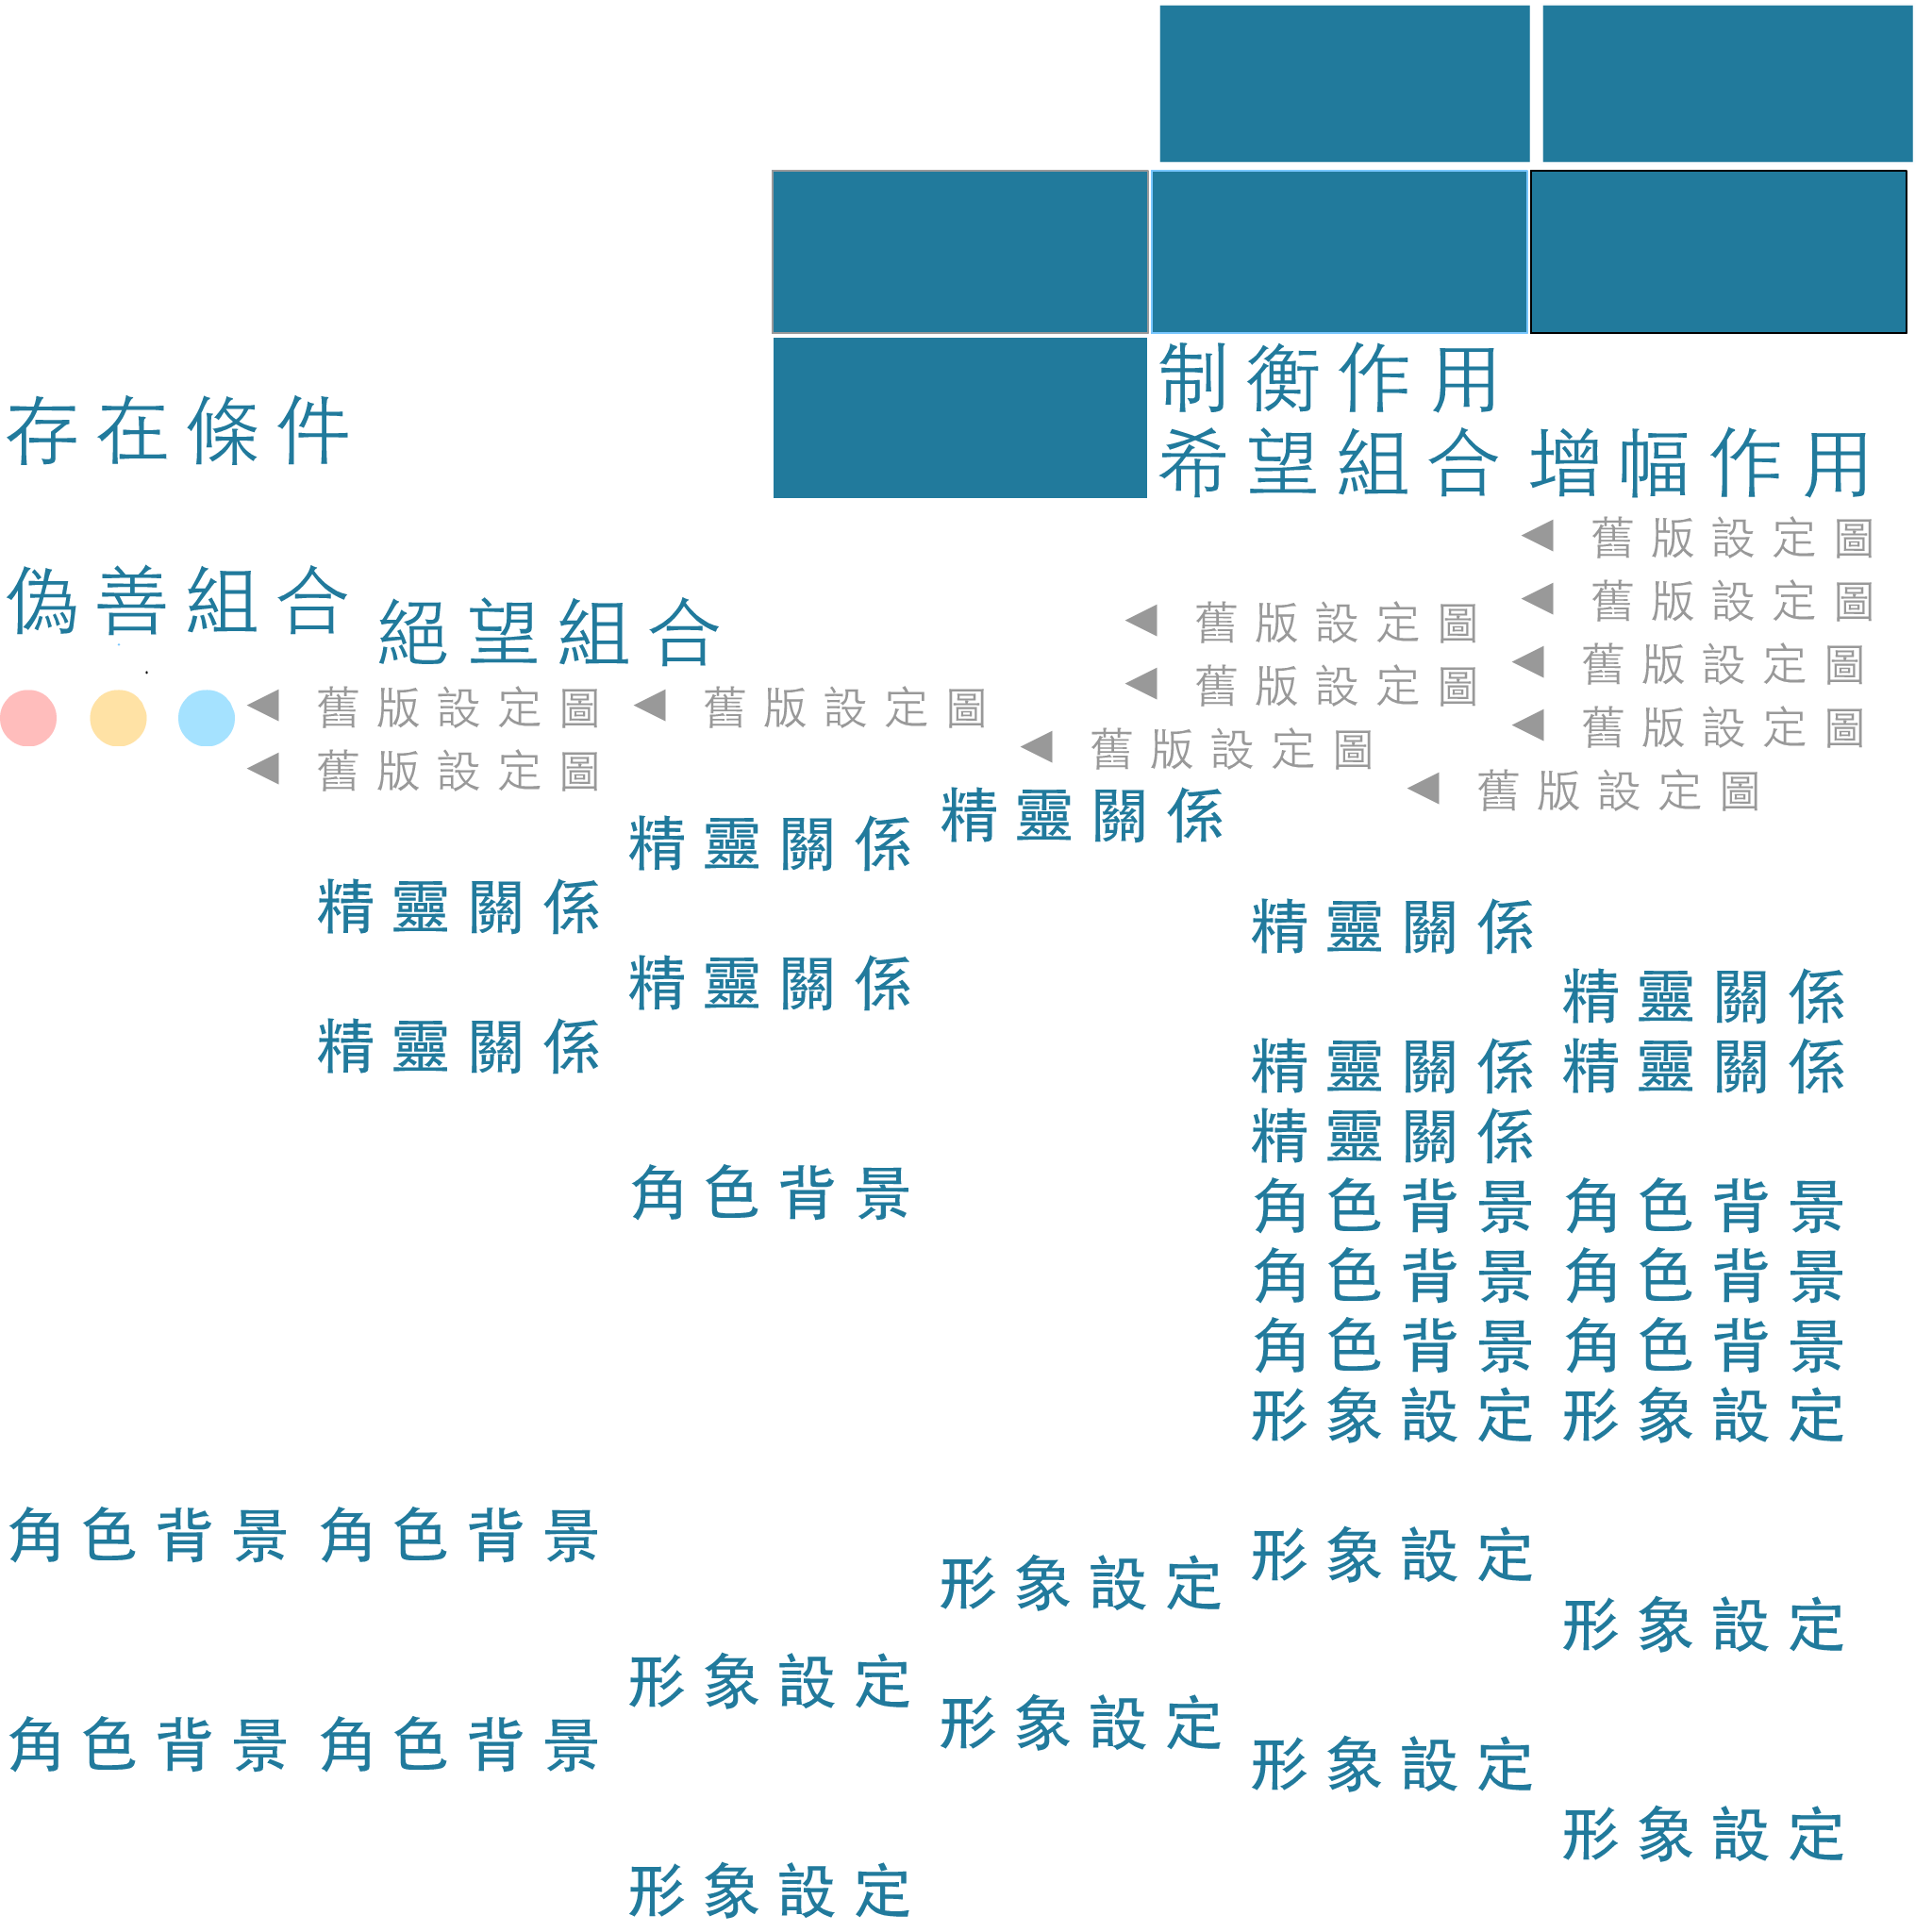 制衡作用
存在條件
希望組合 增幅作用
◀ 舊版設定圖
偽善組合
◀ 舊版設定圖
絕望組合
◀ 舊版設定圖
◀ 舊版設定圖
◀ 舊版設定圖
◀ 舊版設定圖 ◀ 舊版設定圖
◀ 舊版設定圖
◀ 舊版設定圖
◀ 舊版設定圖
◀ 舊版設定圖
◀ 舊版設定圖
精靈關係
精靈關係
精靈關係
精靈關係
精靈關係
精靈關係
精靈關係
精靈關係 精靈關係
精靈關係
角色背景
角色背景 角色背景
角色背景 角色背景
角色背景 角色背景
形象設定 形象設定
角色背景 角色背景
形象設定
形象設定
形象設定
形象設定
形象設定
角色背景 角色背景
形象設定
形象設定
形象設定